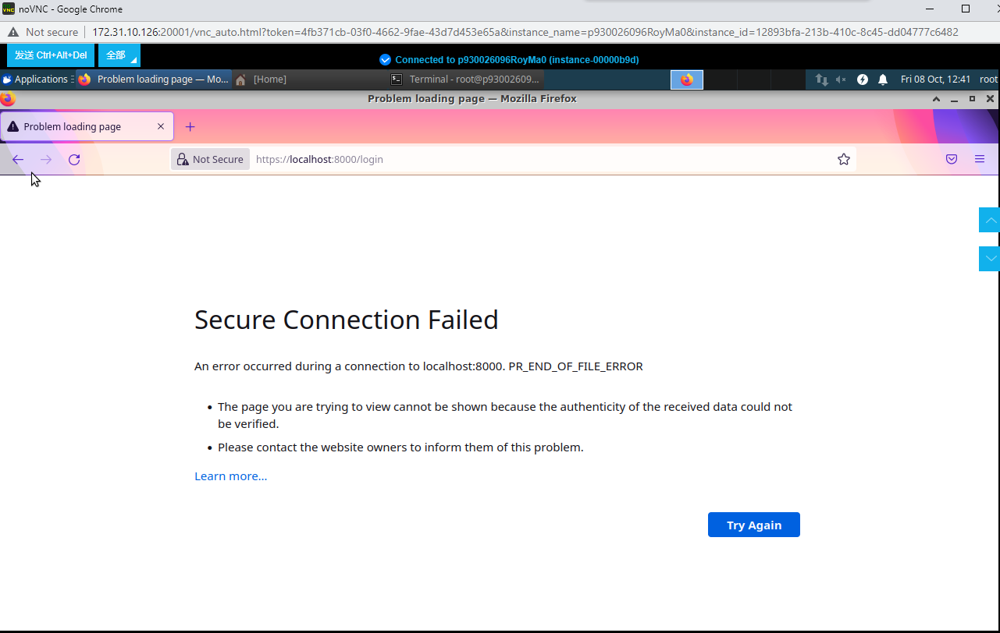 noVNC - Google Chrome
Not secure 172.31.10.126:20001/vnc_auto.html?token=4fb371cb-03f0-4662-9fae-43d7d453e65a&instance_name=p930026096RoyMa0&instance_id=12893bfa-213b-410c-8c45-dd04777c6482
发送 Ctrl+Alt+Del 全部
Connected to p930026096RoyMa0 (instance-00000b9d)
Applications Problem loading page — Mo... [Home] Terminal - root@p93002609... Fri 08 Oct, 12:41 root
Problem loading page — Mozilla Firefox
Problem loading page
Not Secure https://localhost:8000/login
Secure Connection Failed
An error occurred during a connection to localhost:8000. PR_END_OF_FILE_ERROR
• The page you are trying to view cannot be shown because the authenticity of the received data could not
be verified.
• Please contact the website owners to inform them of this problem.
Learn more...
Try Again